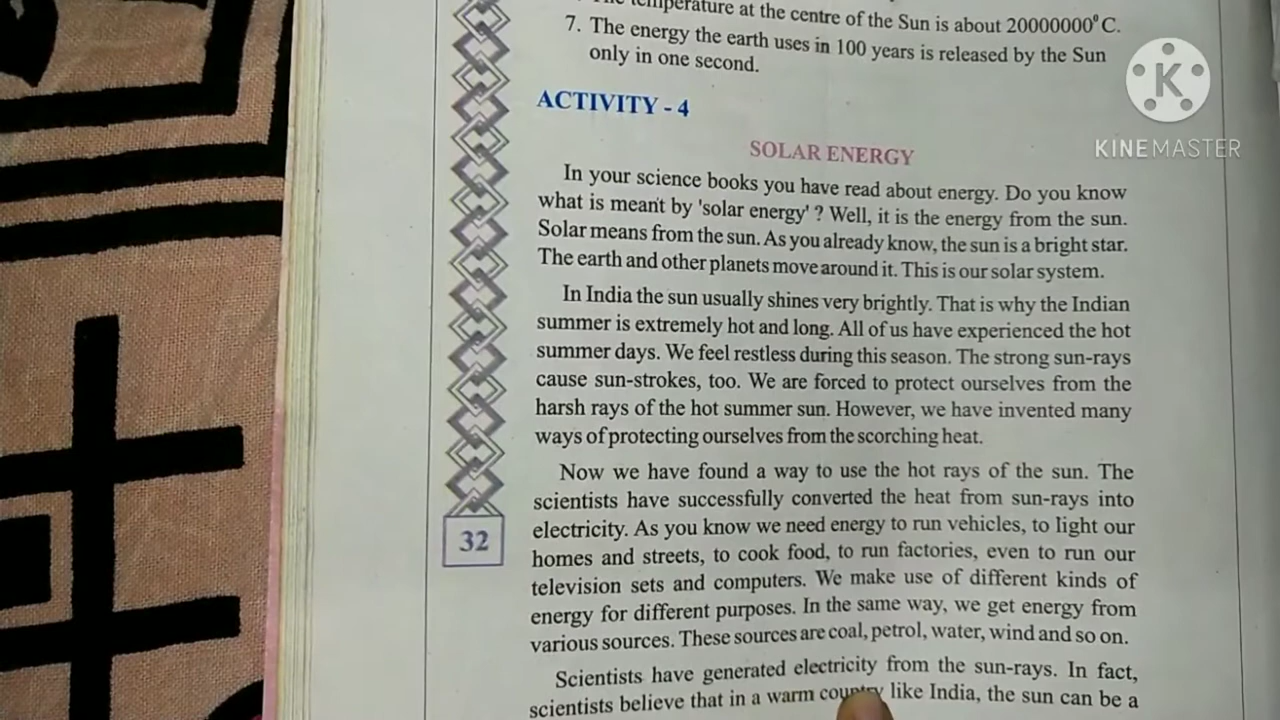 temperature at the centre of the Sun is about 20000000⁰C.
7. The energy the earth uses in 100 years is released by the Sun
only in one second.
ACTIVITY - 4
SOLAR ENERGY
In your science books you have read about energy. Do you know
what is meant by 'solar energy' ? Well, it is the energy from the sun.
Solar means from the sun. As you already know, the sun is a bright star.
The earth and other planets move around it. This is our solar system.
In India the sun usually shines very brightly. That is why the Indian
summer is extremely hot and long. All of us have experienced the hot
summer days. We feel restless during this season. The strong sun-rays
cause sun-strokes, too. We are forced to protect ourselves from the
harsh rays of the hot summer sun. However, we have invented many
ways of protecting ourselves from the scorching heat.
Now we have found a way to use the hot rays of the sun. The
scientists have successfully converted the heat from sun-rays into
electricity. As you know we need energy to run vehicles, to light our
homes and streets, to cook food, to run factories, even to run our
television sets and computers. We make use of different kinds of
energy for different purposes. In the same way, we get energy from
various sources. These sources are coal, petrol, water, wind and so on.
Scientists have generated electricity from the sun-rays. In fact,
scientists believe that in a warm country like India, the sun can be a
32
K
KINEMASTER